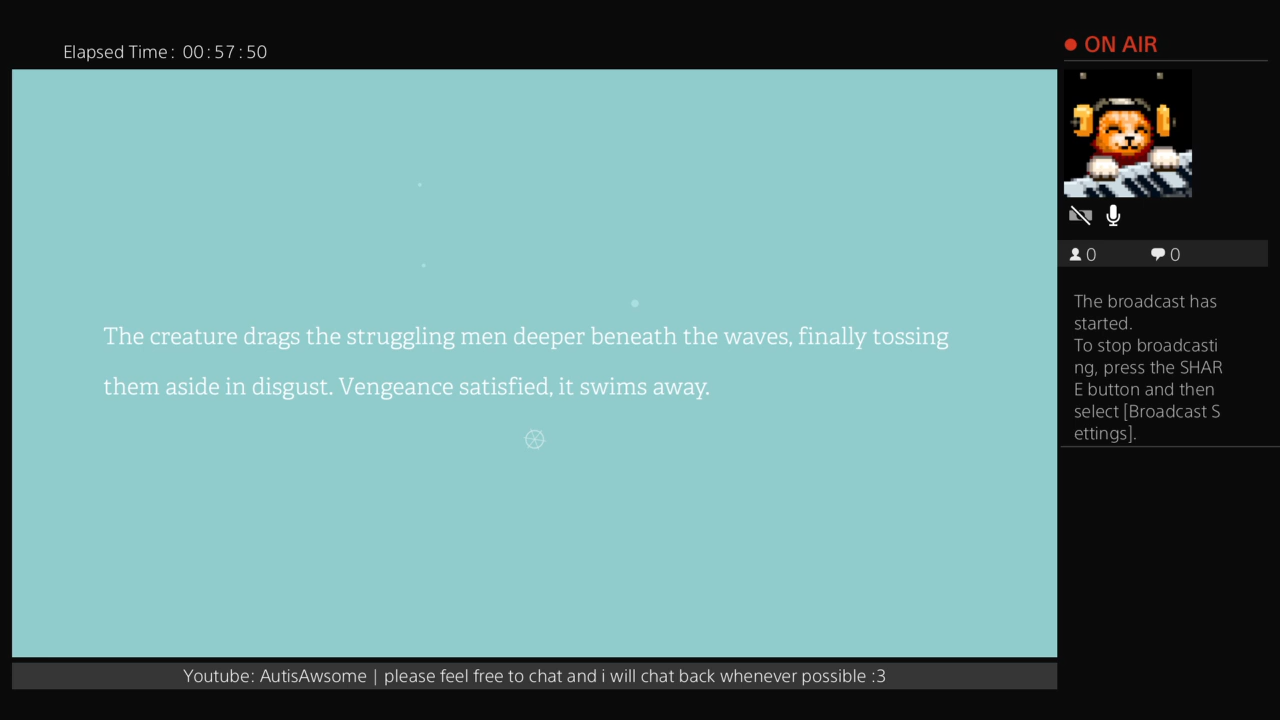 Elapsed Time: 00:57:50
ON AIR
0 0
The broadcast has
started.
To stop broadcasti
ng, press the SHAR
E button and then
select [Broadcast S
ettings].
The creature drags the struggling men deeper beneath the waves, finally tossing
them aside in disgust. Vengeance satisfied, it swims away.
Youtube: AutisAwsome | please feel free to chat and i will chat back whenever possible :3